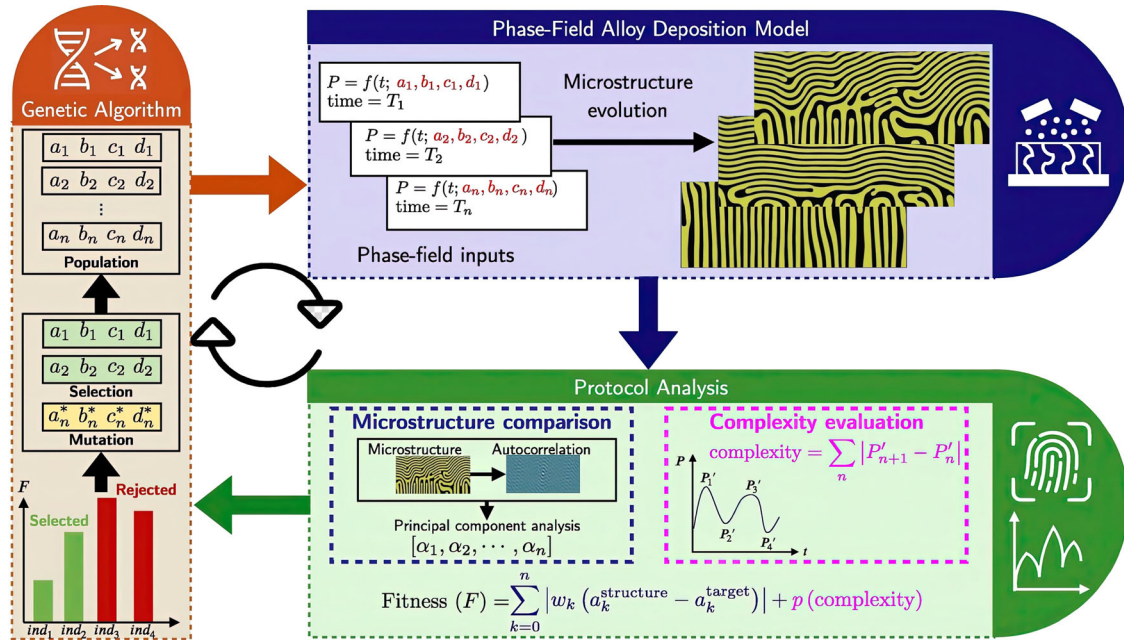 Genetic Algorithm
a₁ b₁ c₁ d₁
a₂ b₂ c₂ d₂
⋮
aₙ bₙ cₙ dₙ
Population
a₁ b₁ c₁ d₁
a₂ b₂ c₂ d₂
Selection
aₙ* bₙ* cₙ* dₙ*
Mutation
F
Rejected
Selected
ind₁ ind₂ ind₃ ind₄
Phase-Field Alloy Deposition Model
P = f(t; a₁, b₁, c₁, d₁)
time = T₁
P = f(t; a₂, b₂, c₂, d₂)
time = T₂
P = f(t; aₙ, bₙ, cₙ, dₙ)
time = Tₙ
Phase-field inputs
Microstructure
evolution
Protocol Analysis
Microstructure comparison
Microstructure
Autocorrelation
Principal component analysis
[α₁, α₂, ⋯, αₙ]
Complexity evaluation
complexity = ∑ₙ |P′ₙ₊₁ − P′ₙ|
P
P₁′
P₃′
P₂′
P₄′
t
Fitness (F) = ∑ₖ₌₀ⁿ |wₖ (aₖ^structure − aₖ^target)| + p (complexity)